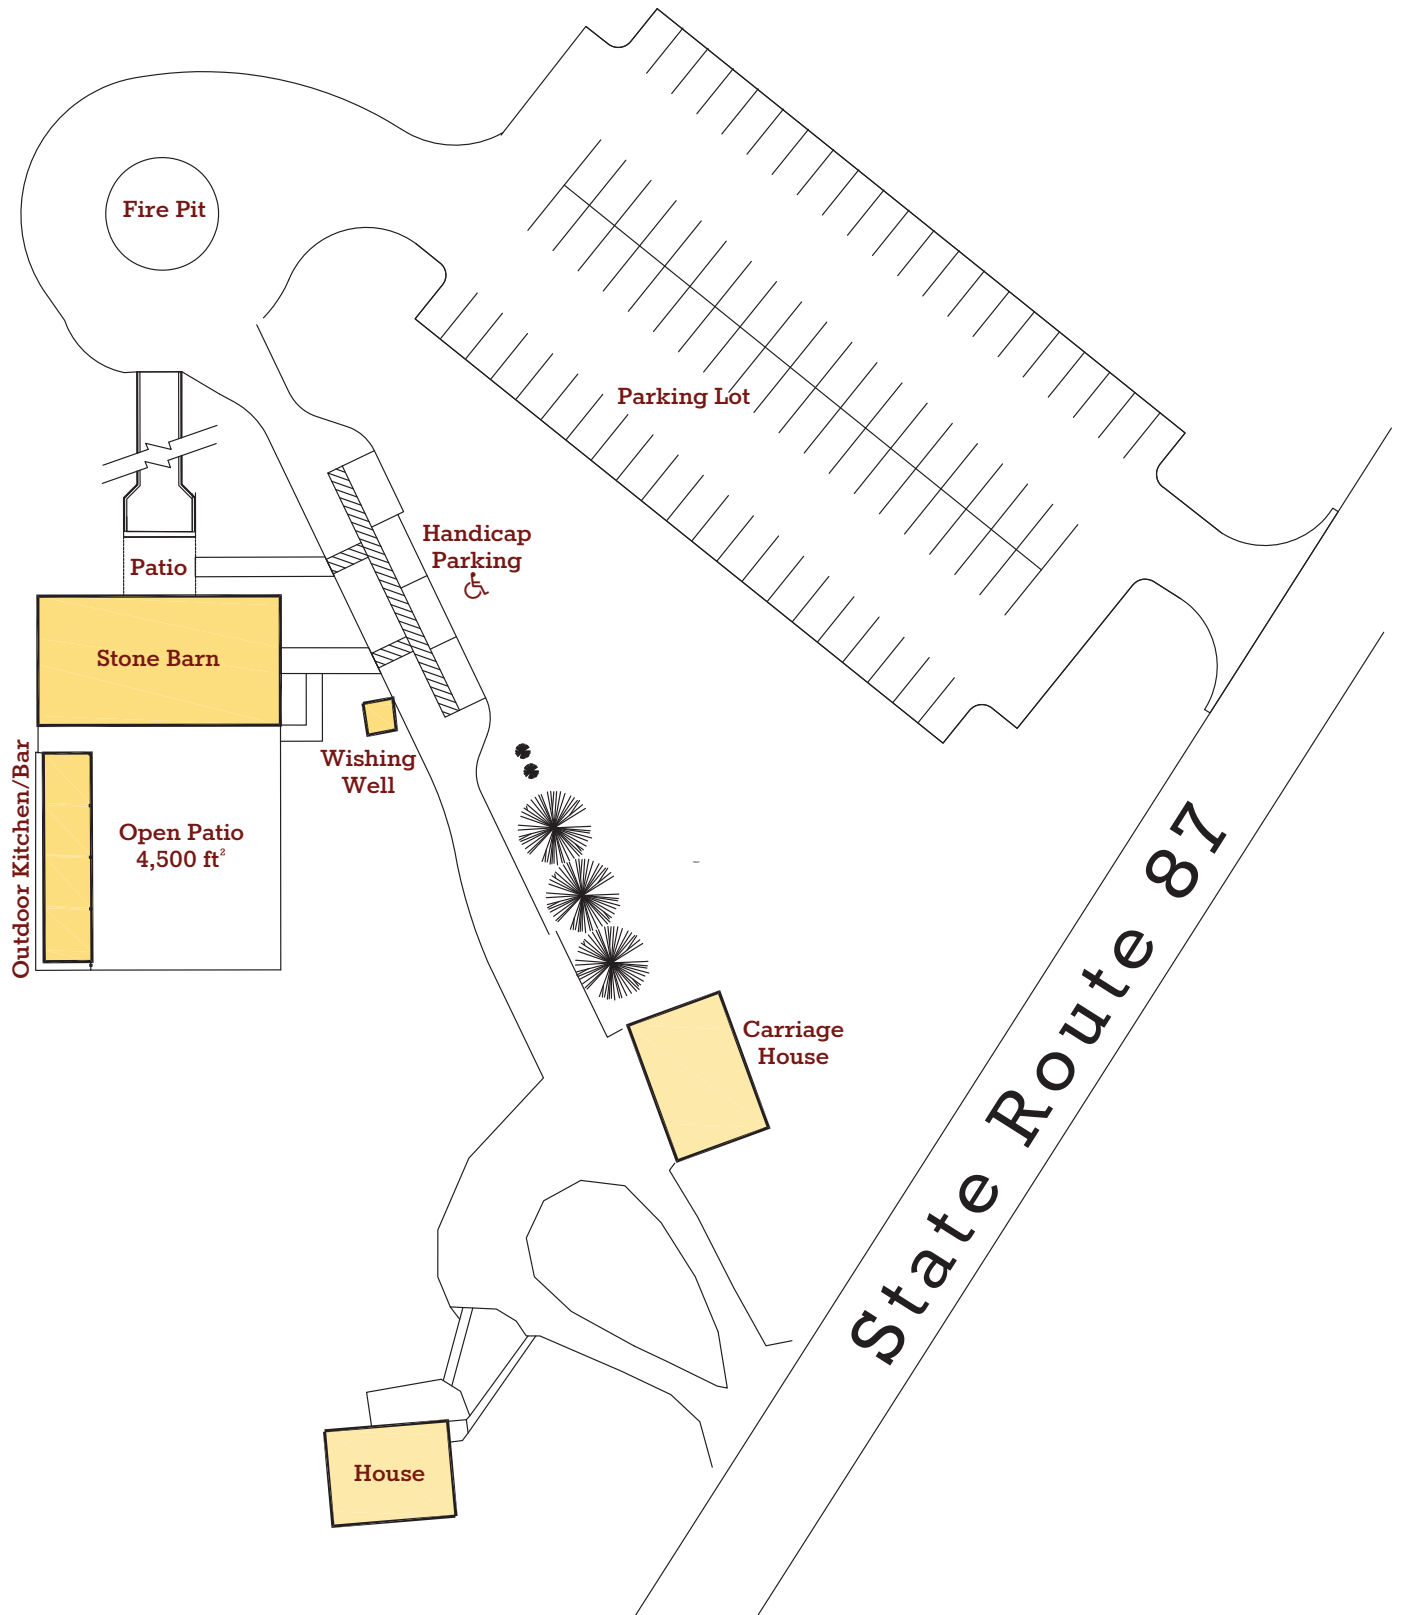 Fire Pit
Parking Lot
Handicap
Parking
Patio
Stone Barn
Wishing
Well
Outdoor Kitchen/Bar
Open Patio
4,500 ft²
State Route 87
Carriage
House
House